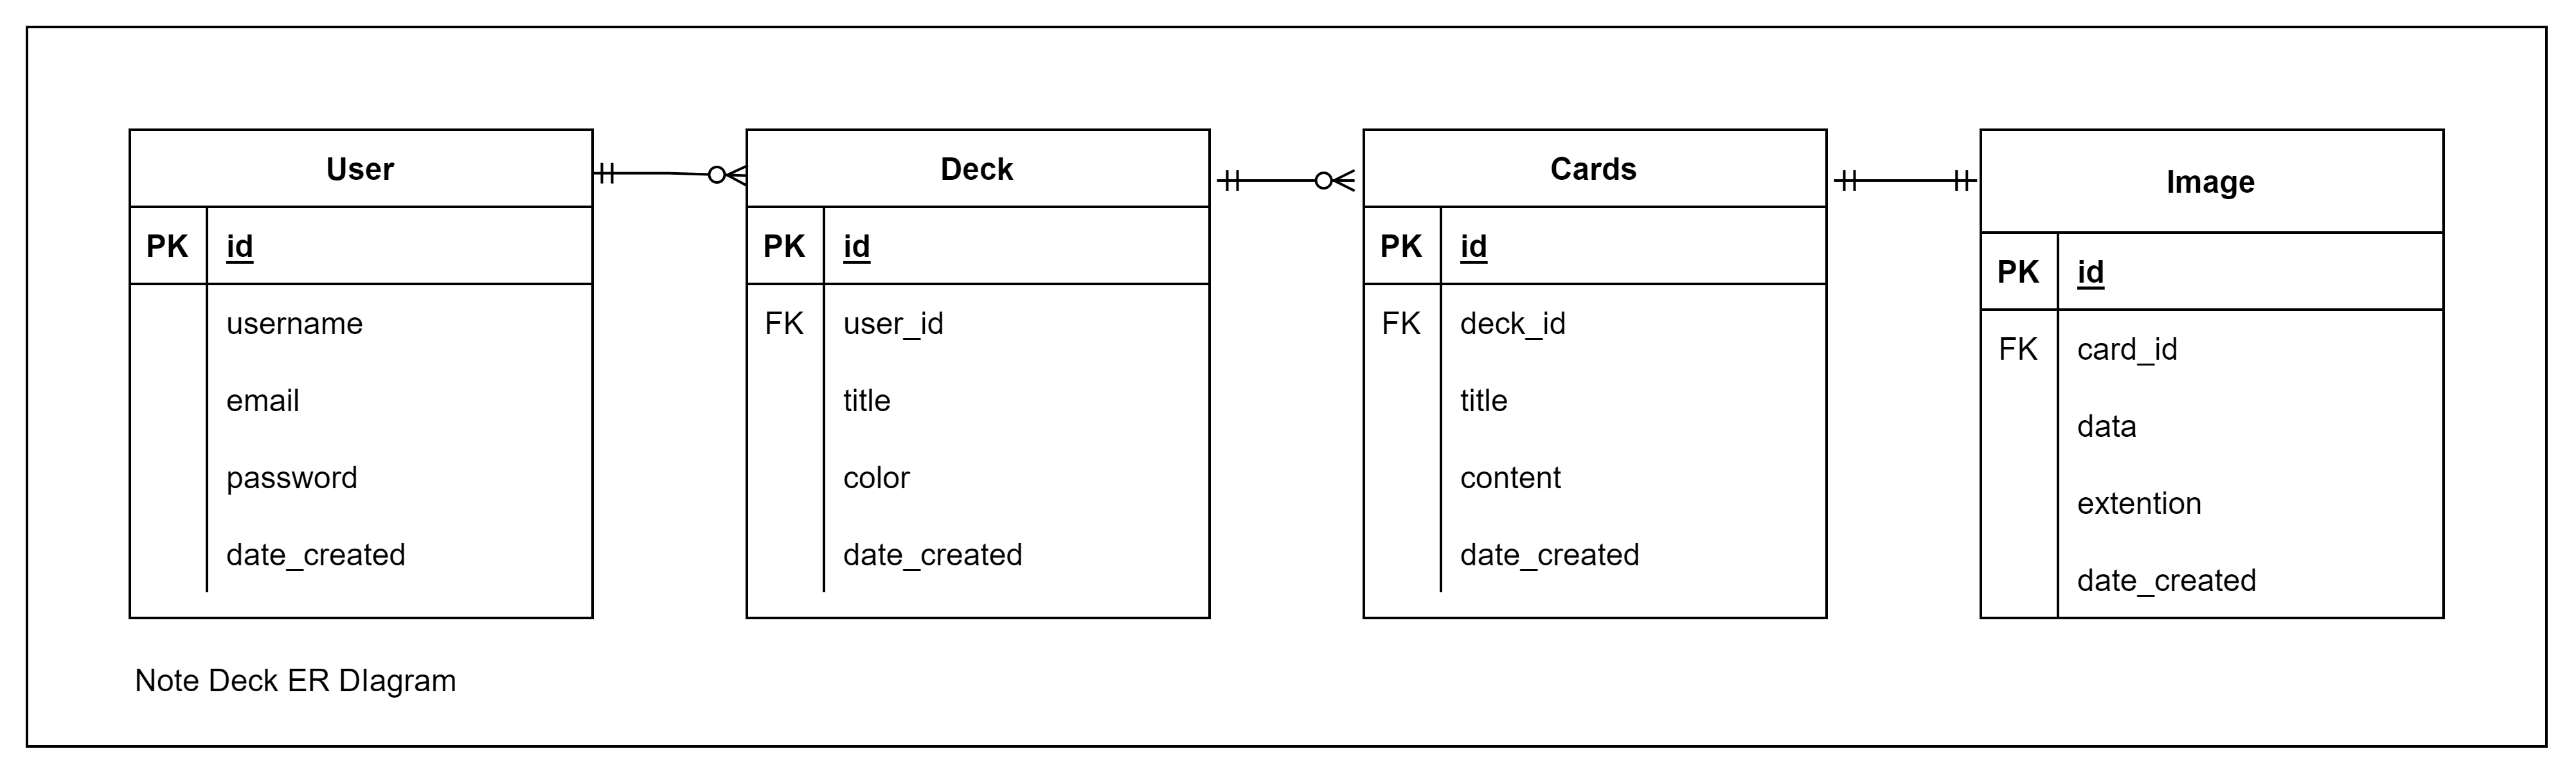 User
PK id
username
email
password
date_created
Deck
PK id
FK user_id
title
color
date_created
Cards
PK id
FK deck_id
title
content
date_created
Image
PK id
FK card_id
data
extention
date_created
Note Deck ER DIagram